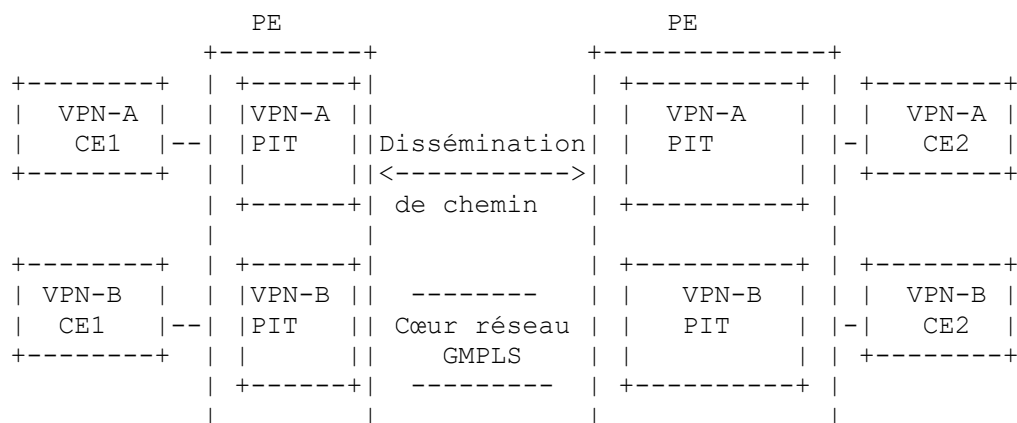 PE PE
VPN-A VPN-A VPN-A VPN-A
CE1 PIT Dissémination PIT CE2
de chemin
VPN-B VPN-B VPN-B VPN-B
CE1 PIT Cœur réseau PIT CE2
GMPLS